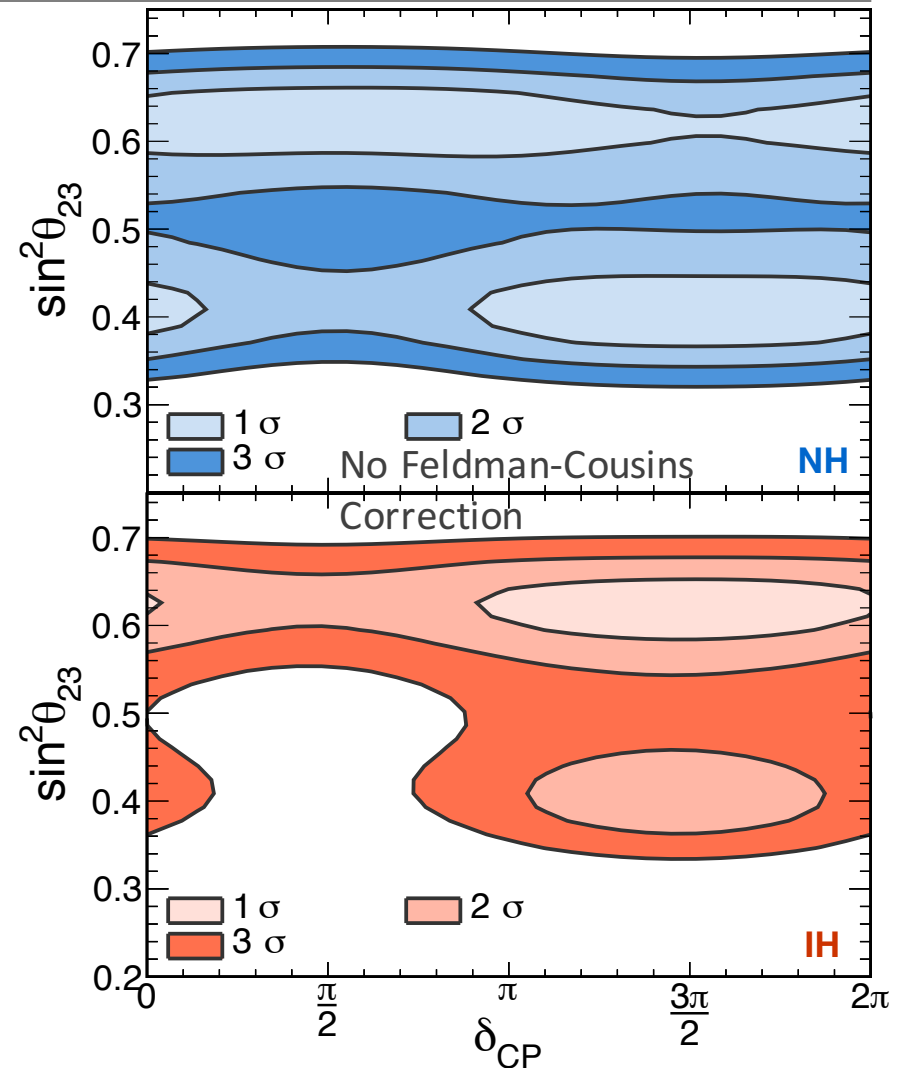 0.7
0.6
0.5
0.4
0.3
sin²θ₂₃
1 σ
2 σ
3 σ
No Feldman-Cousins
NH
Correction
0.7
0.6
0.5
0.4
0.3
0.2
sin²θ₂₃
1 σ
2 σ
3 σ
IH
0
π/2
π
3π/2
2π
δCP